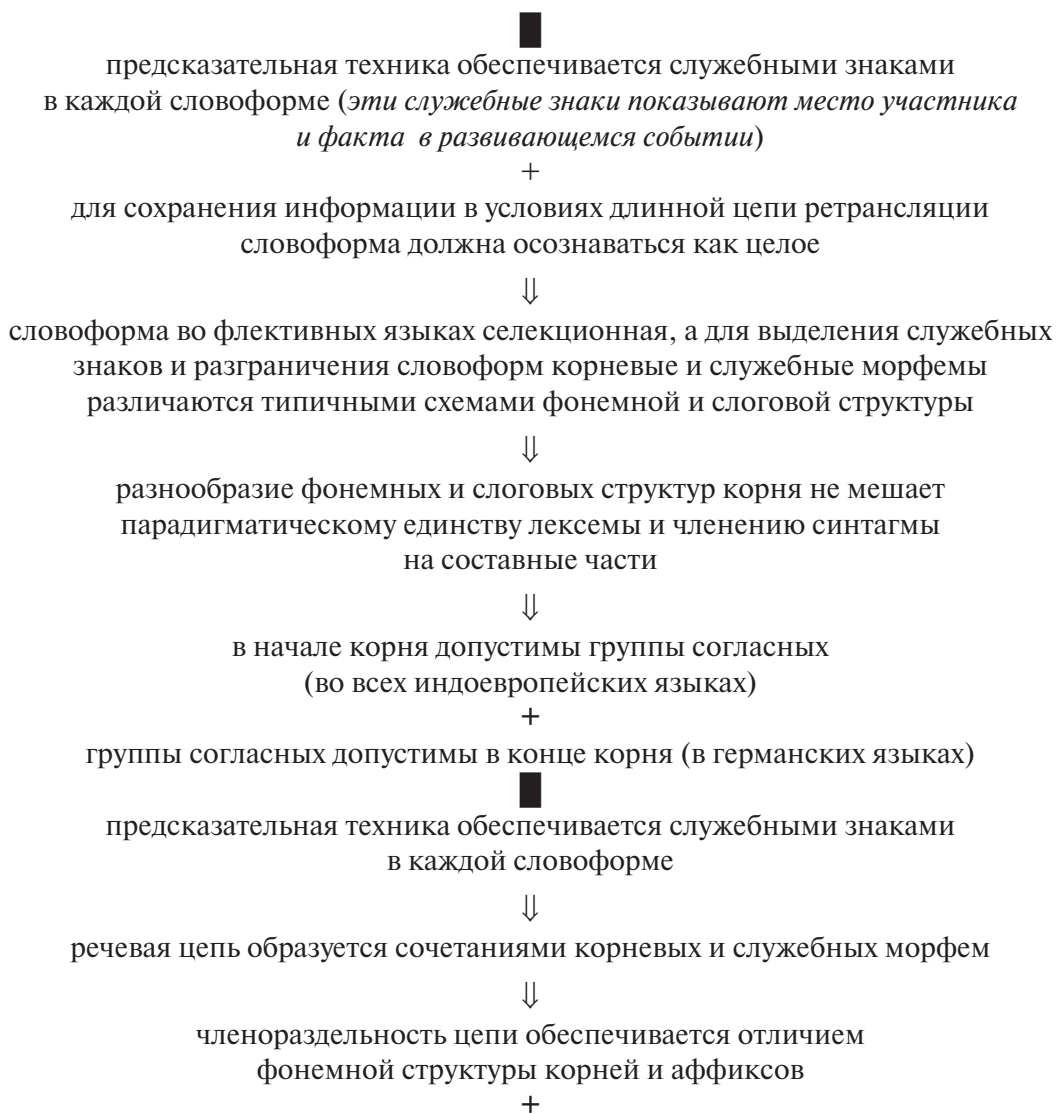 █
предсказательная техника обеспечивается служебными знаками
в каждой словоформе (эти служебные знаки показывают место участника
и факта в развивающемся событии)
+
для сохранения информации в условиях длинной цепи ретрансляции
словоформа должна осознаваться как целое
⇓
словоформа во флективных языках селекционная, а для выделения служебных
знаков и разграничения словоформ корневые и служебные морфемы
различаются типичными схемами фонемной и слоговой структуры
⇓
разнообразие фонемных и слоговых структур корня не мешает
парадигматическому единству лексемы и членению синтагмы
на составные части
⇓
в начале корня допустимы группы согласных
(во всех индоевропейских языках)
+
группы согласных допустимы в конце корня (в германских языках)
█
предсказательная техника обеспечивается служебными знаками
в каждой словоформе
⇓
речевая цепь образуется сочетаниями корневых и служебных морфем
⇓
членораздельность цепи обеспечивается отличием
фонемной структуры корней и аффиксов
+